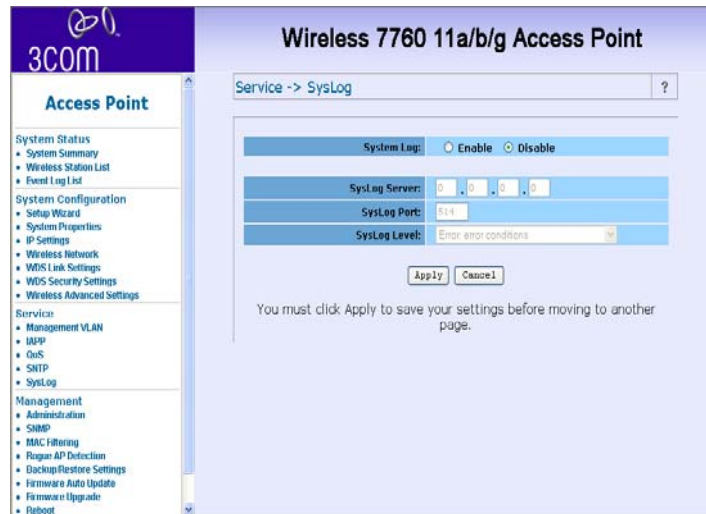 3COM
Wireless 7760 11a/b/g Access Point
Access Point
System Status
• System Summary
• Wireless Station List
• Event Log List
System Configuration
• Setup Wizard
• System Properties
• IP Settings
• Wireless Network
• WDS Link Settings
• WDS Security Settings
• Wireless Advanced Settings
Service
• Management VLAN
• IAPP
• QoS
• SNTP
• SysLog
Management
• Administration
• SNMP
• MAC Filtering
• Rogue AP Detection
• Backup/Restore Settings
• Firmware Auto Update
• Firmware Upgrade
• Reboot
Service -> SysLog ?
System Log: Enable Disable
SysLog Server: 0 . 0 . 0 . 0
SysLog Port: 514
SysLog Level: Error: error conditions
Apply Cancel
You must click Apply to save your settings before moving to another
page.